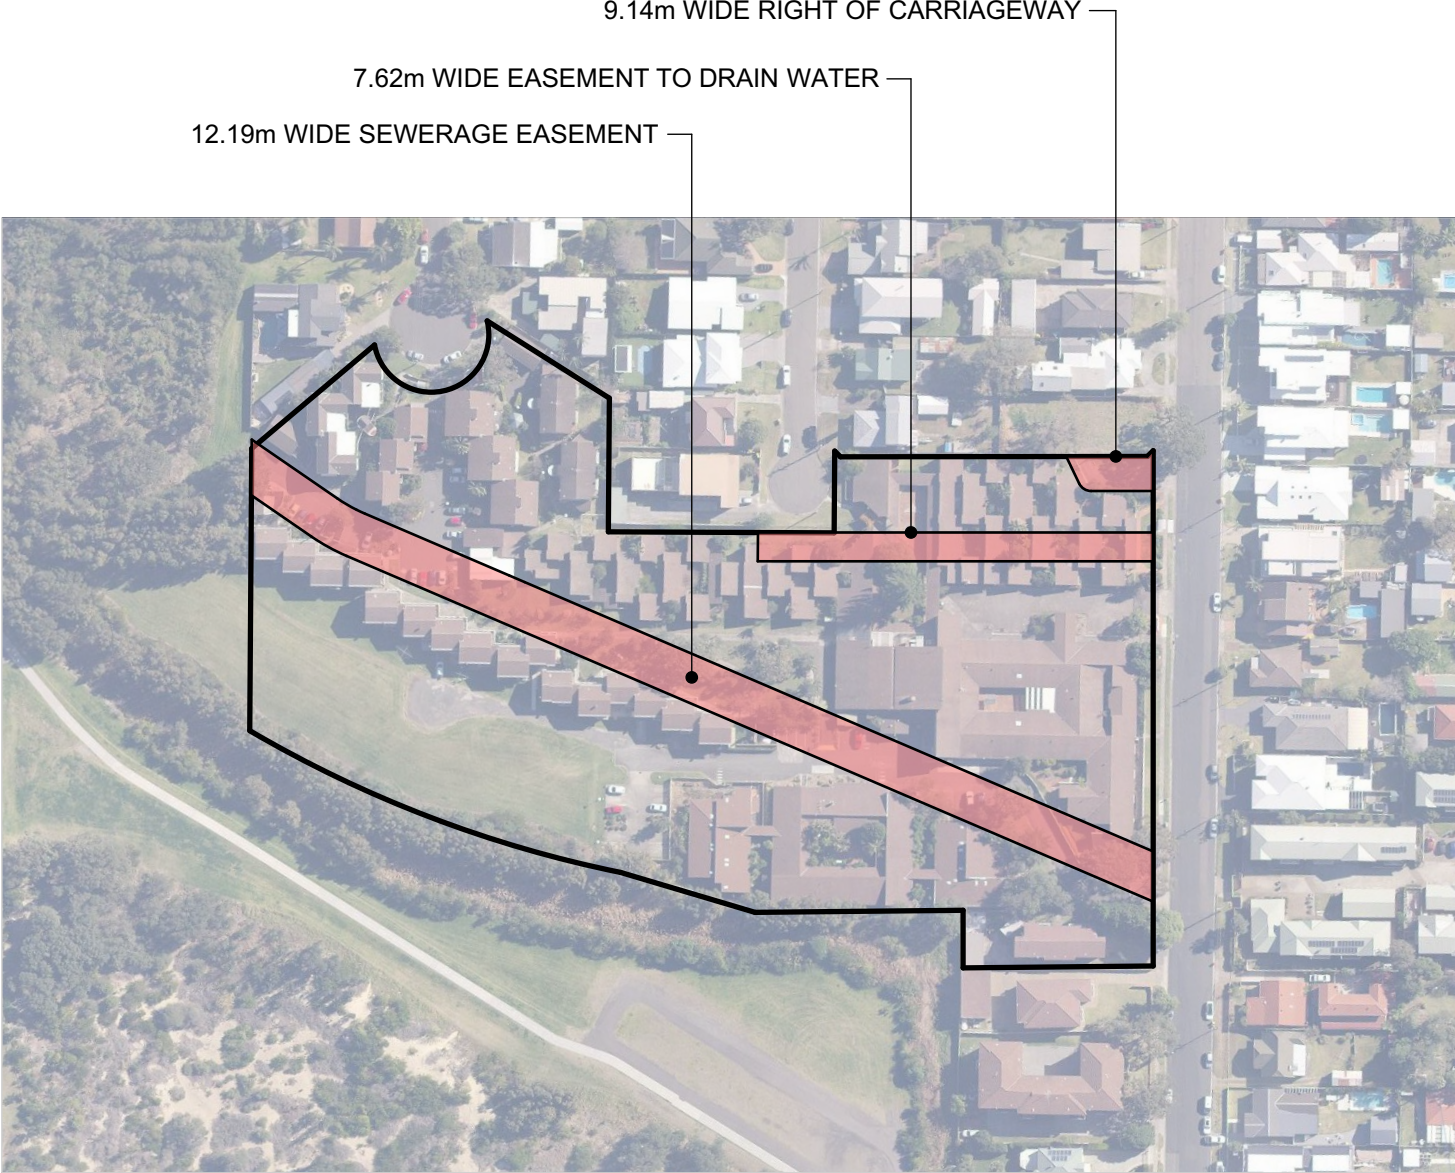 9.14m WIDE RIGHT OF CARRIAGEWAY
7.62m WIDE EASEMENT TO DRAIN WATER
12.19m WIDE SEWERAGE EASEMENT